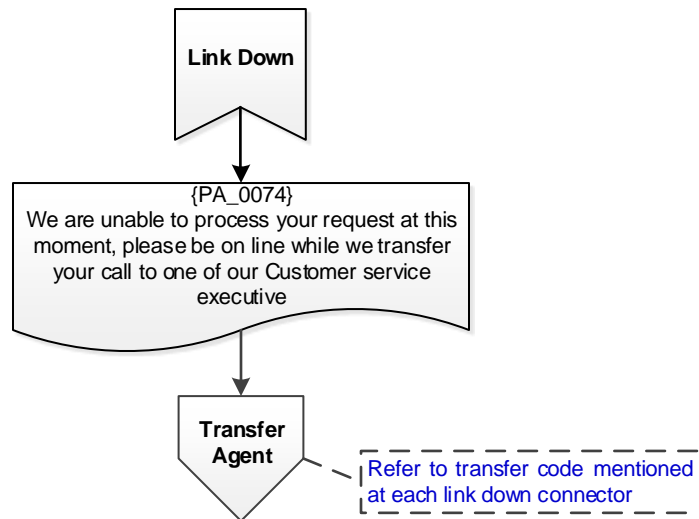 Link Down
{PA_0074}
We are unable to process your request at this
moment, please be on line while we transfer
your call to one of our Customer service
executive
Transfer
Agent
Refer to transfer code mentioned
at each link down connector